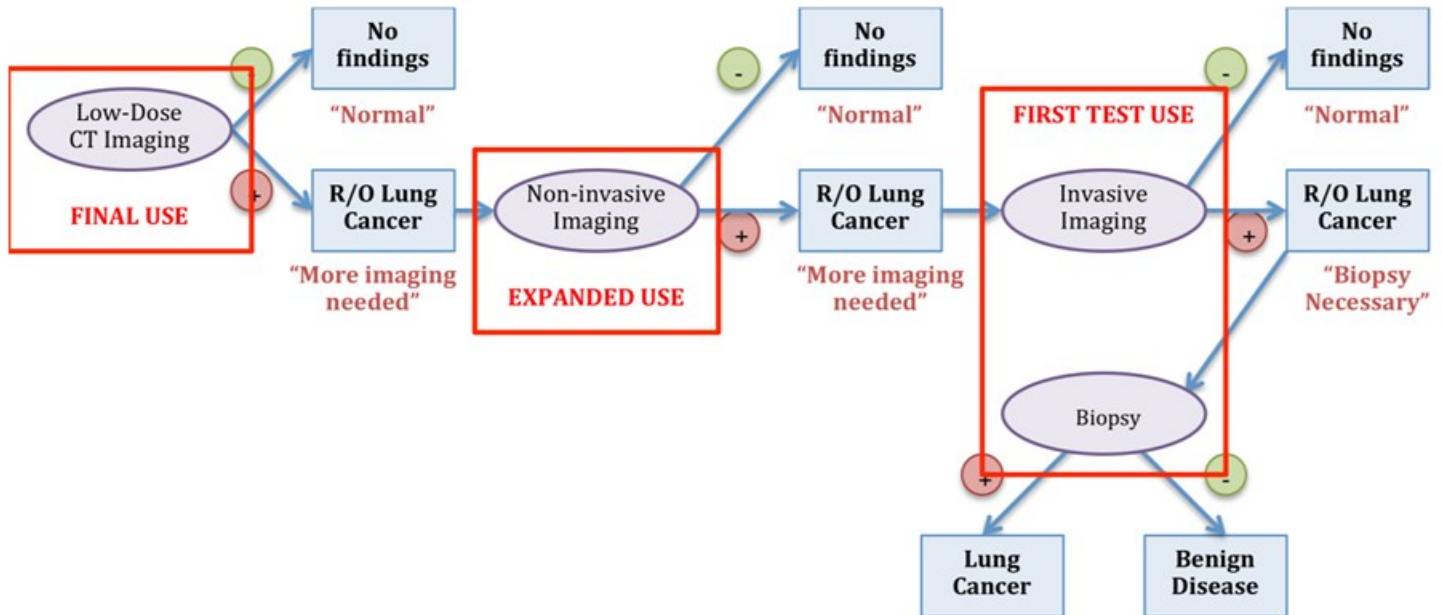 No
findings
“Normal”
Low-Dose
CT Imaging
+
FINAL USE
R/O Lung
Cancer
“More imaging
needed”
-
No
findings
“Normal”
Non-invasive
Imaging
+
EXPANDED USE
R/O Lung
Cancer
“More imaging
needed”
FIRST TEST USE
-
No
findings
“Normal”
Invasive
Imaging
+
R/O Lung
Cancer
“Biopsy
Necessary”
Biopsy
+
-
Lung
Cancer
Benign
Disease